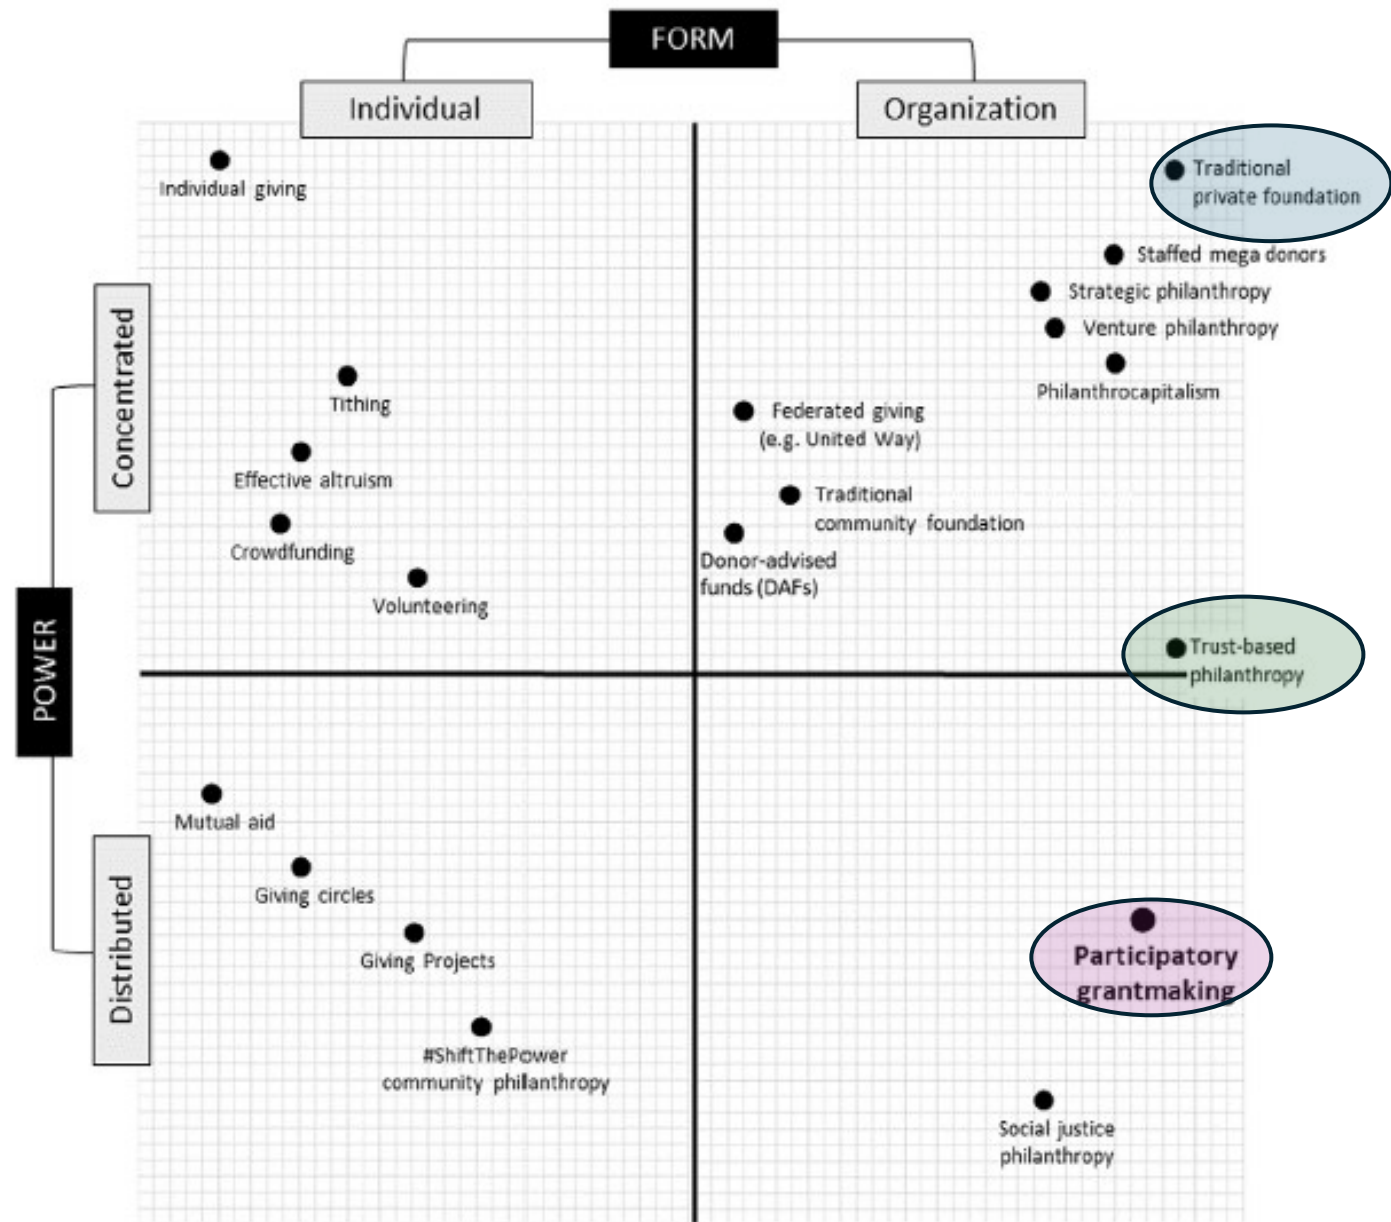 FORM
Individual
Organization
Individual giving
Traditional
private foundation
Staffed mega donors
Strategic philanthropy
Venture philanthropy
Philanthrocapitalism
Concentrated
Tithing
Federated giving
(e.g. United Way)
Effective altruism
Traditional
community foundation
Crowdfunding
Donor-advised
funds (DAFs)
Volunteering
POWER
Trust-based
philanthropy
Mutual aid
Giving circles
Distributed
Giving Projects
Participatory
grantmaking
#ShiftThePower
community philanthropy
Social justice
philanthropy